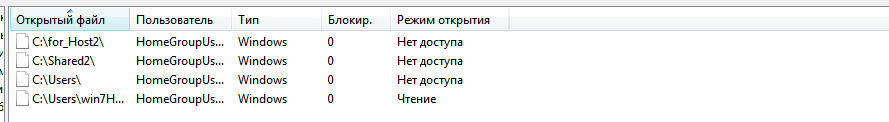 Открытый файл Пользователь Тип Блокир. Режим открытия
C:\for_Host2\ HomeGroupUs... Windows 0 Нет доступа
C:\Shared2\ HomeGroupUs... Windows 0 Нет доступа
C:\Users\ HomeGroupUs... Windows 0 Нет доступа
C:\Users\win7H... HomeGroupUs... Windows 0 Чтение